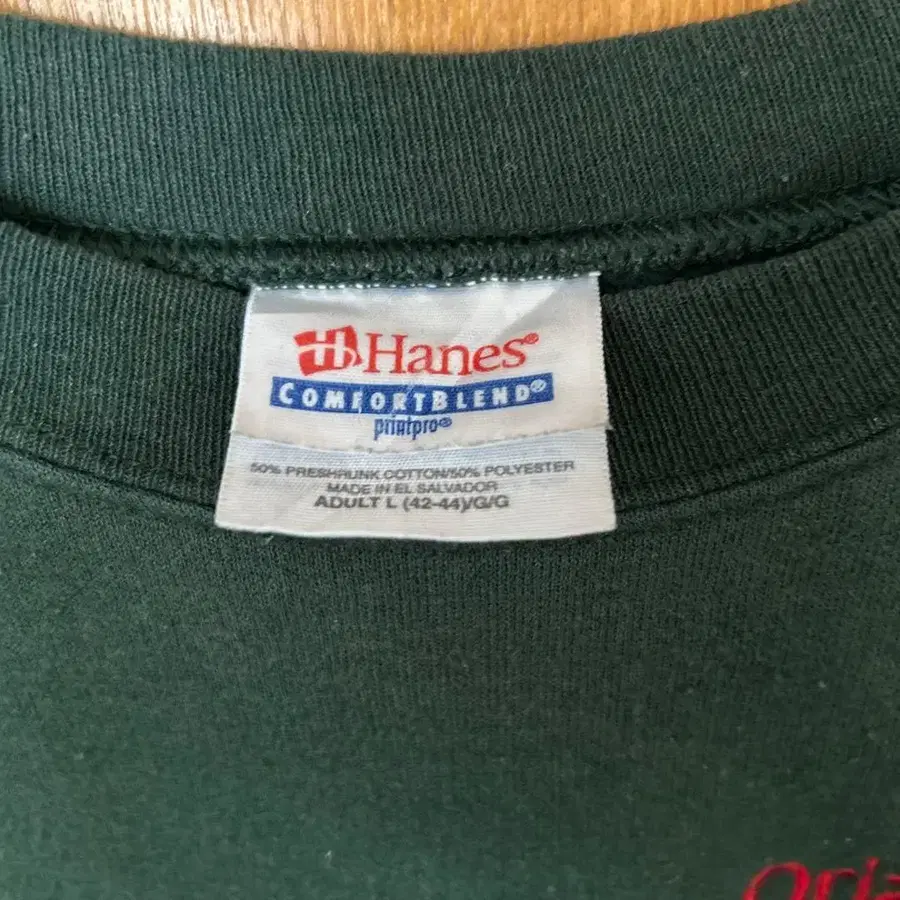 Hanes®
COMFORTBLEND®
printpro®
50% PRESHRUNK COTTON/50% POLYESTER
MADE IN EL SALVADOR
ADULT L (42-44)/G/G